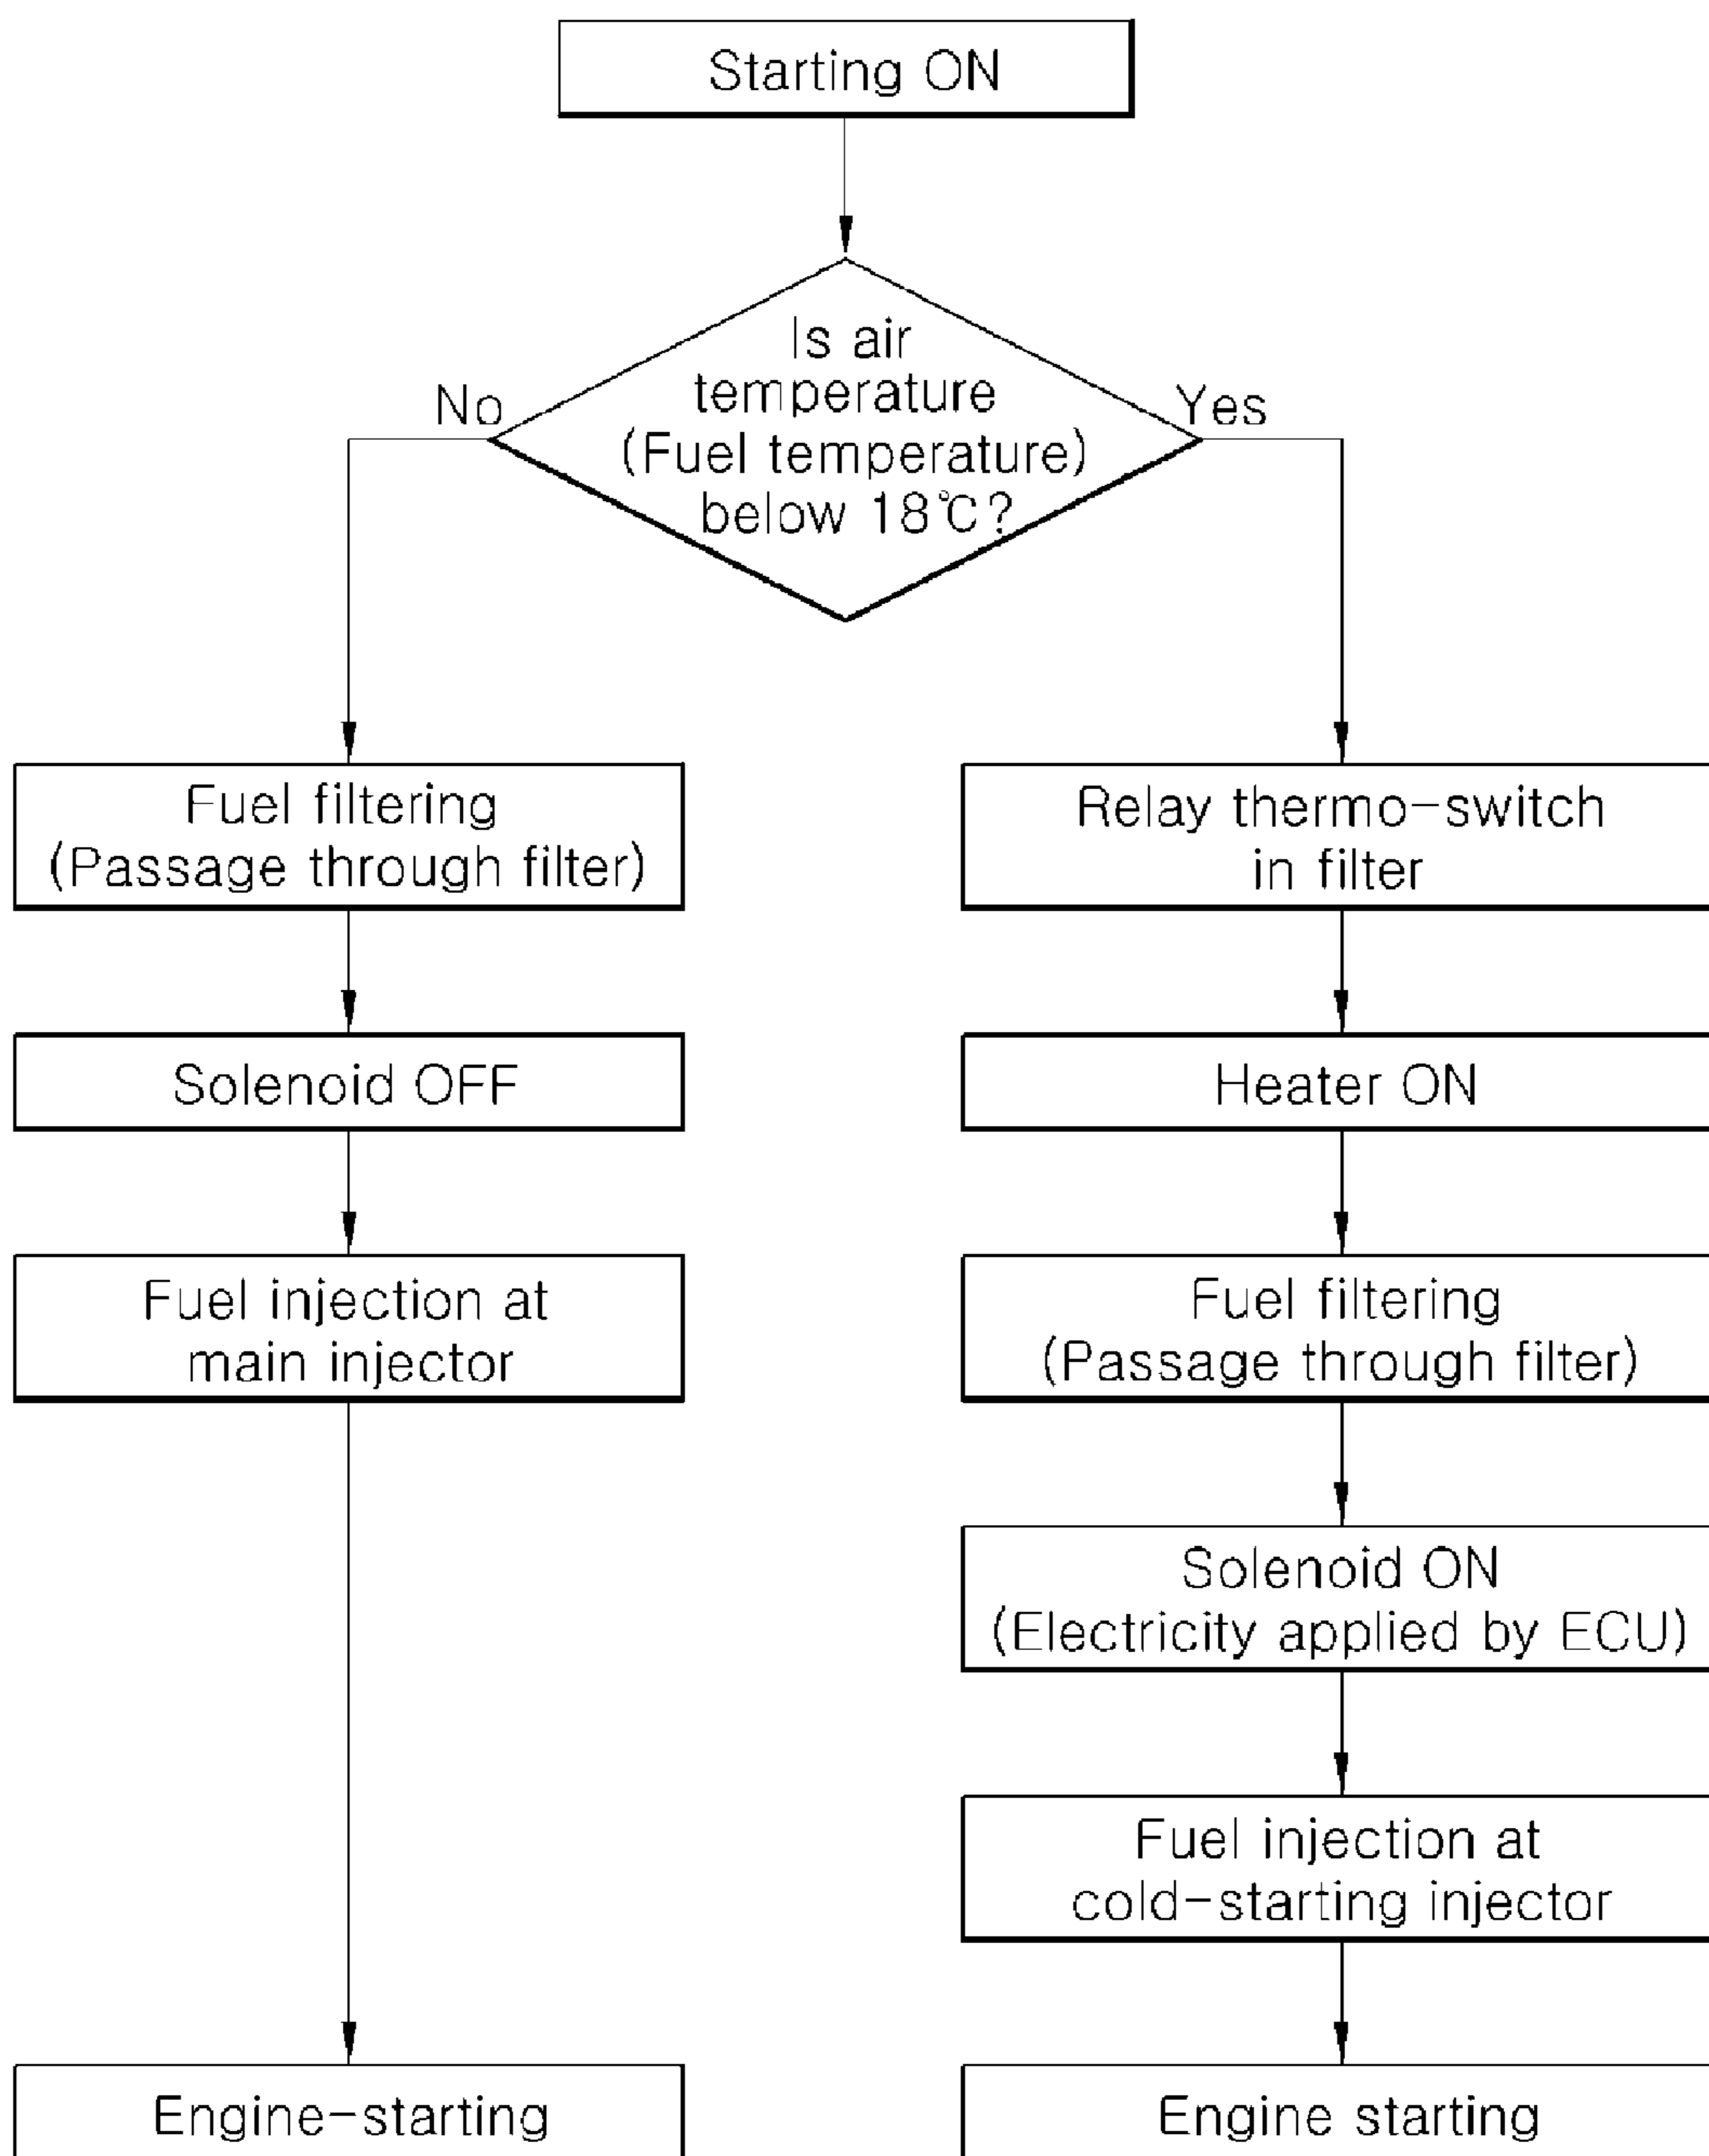 Starting ON
Is air
temperature
(Fuel temperature)
below 18℃?
No
Yes
Fuel filtering
(Passage through filter)
Solenoid OFF
Fuel injection at
main injector
Engine-starting
Relay thermo-switch
in filter
Heater ON
Fuel filtering
(Passage through filter)
Solenoid ON
(Electricity applied by ECU)
Fuel injection at
cold-starting injector
Engine starting